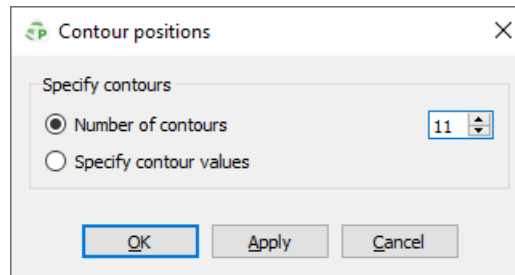 Contour positions
Specify contours
Number of contours 11
Specify contour values
OK Apply Cancel